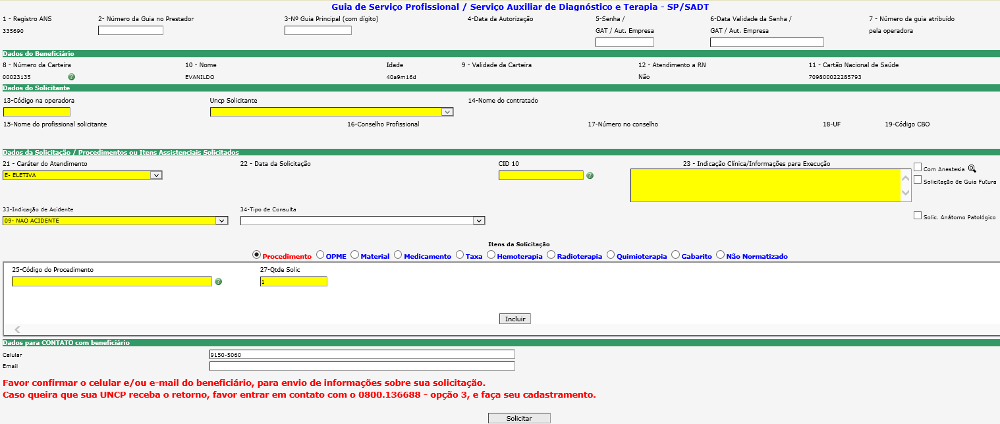 Guia de Serviço Profissional / Serviço Auxiliar de Diagnóstico e Terapia - SP/SADT
1 - Registro ANS
2- Número da Guia no Prestador
3-Nº Guia Principal (com dígito)
4-Data da Autorização
5-Senha /
6-Data Validade da Senha /
7 - Número da guia atribuído
335690
GAT / Aut. Empresa
GAT / Aut. Empresa
pela operadora
Dados do Beneficiário
8 - Número da Carteira
10 - Nome
Idade
9 - Validade da Carteira
12 - Atendimento a RN
11 - Cartão Nacional de Saúde
00023135
EVANILDO
40a9m16d
Não
709800022285793
Dados do Solicitante
13-Código na operadora
Uncp Solicitante
14-Nome do contratado
15-Nome do profissional solicitante
16-Conselho Profissional
17-Número no conselho
18-UF
19-Código CBO
Dados da Solicitação / Procedimentos ou Itens Assistenciais Solicitados
21 - Caráter do Atendimento
22 - Data da Solicitação
CID 10
23 - Indicação Clínica/Informações para Execução
Com Anestesia
E- ELETIVA
Solicitação de Guia Futura
33-Indicação de Acidente
34-Tipo de Consulta
09- NAO ACIDENTE
Solic. Anátomo Patológico
Itens da Solicitação
Procedimento
OPME
Material
Medicamento
Taxa
Hemoterapia
Radioterapia
Quimioterapia
Gabarito
Não Normatizado
25-Código do Procedimento
27-Qtde Solic
1
Incluir
Dados para CONTATO com beneficiário
Celular
9150-5060
Email
Favor confirmar o celular e/ou e-mail do beneficiário, para envio de informações sobre sua solicitação.
Caso queira que sua UNCP receba o retorno, favor entrar em contato com o 0800.136688 - opção 3, e faça seu cadastramento.
Solicitar